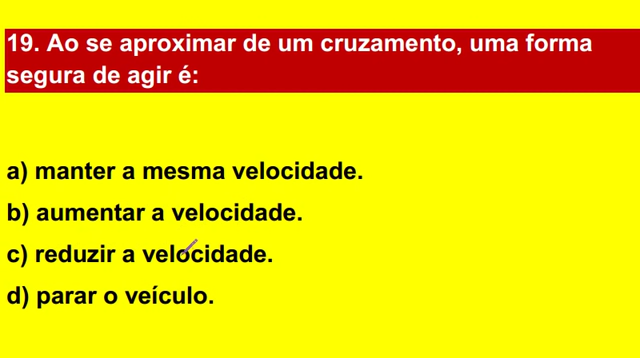 19. Ao se aproximar de um cruzamento, uma forma
segura de agir é:
a) manter a mesma velocidade.
b) aumentar a velocidade.
c) reduzir a velocidade.
d) parar o veículo.